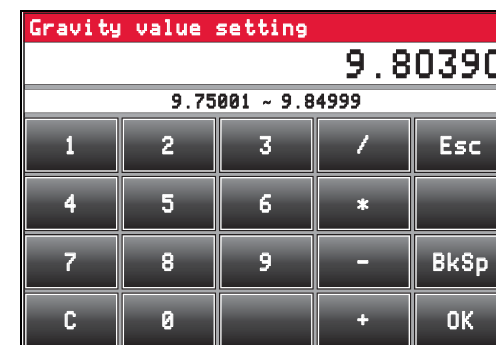 Gravity value setting
9.80390
9.75001 ~ 9.84999
1 2 3 / Esc
4 5 6 *
7 8 9 - BkSp
C 0 + OK